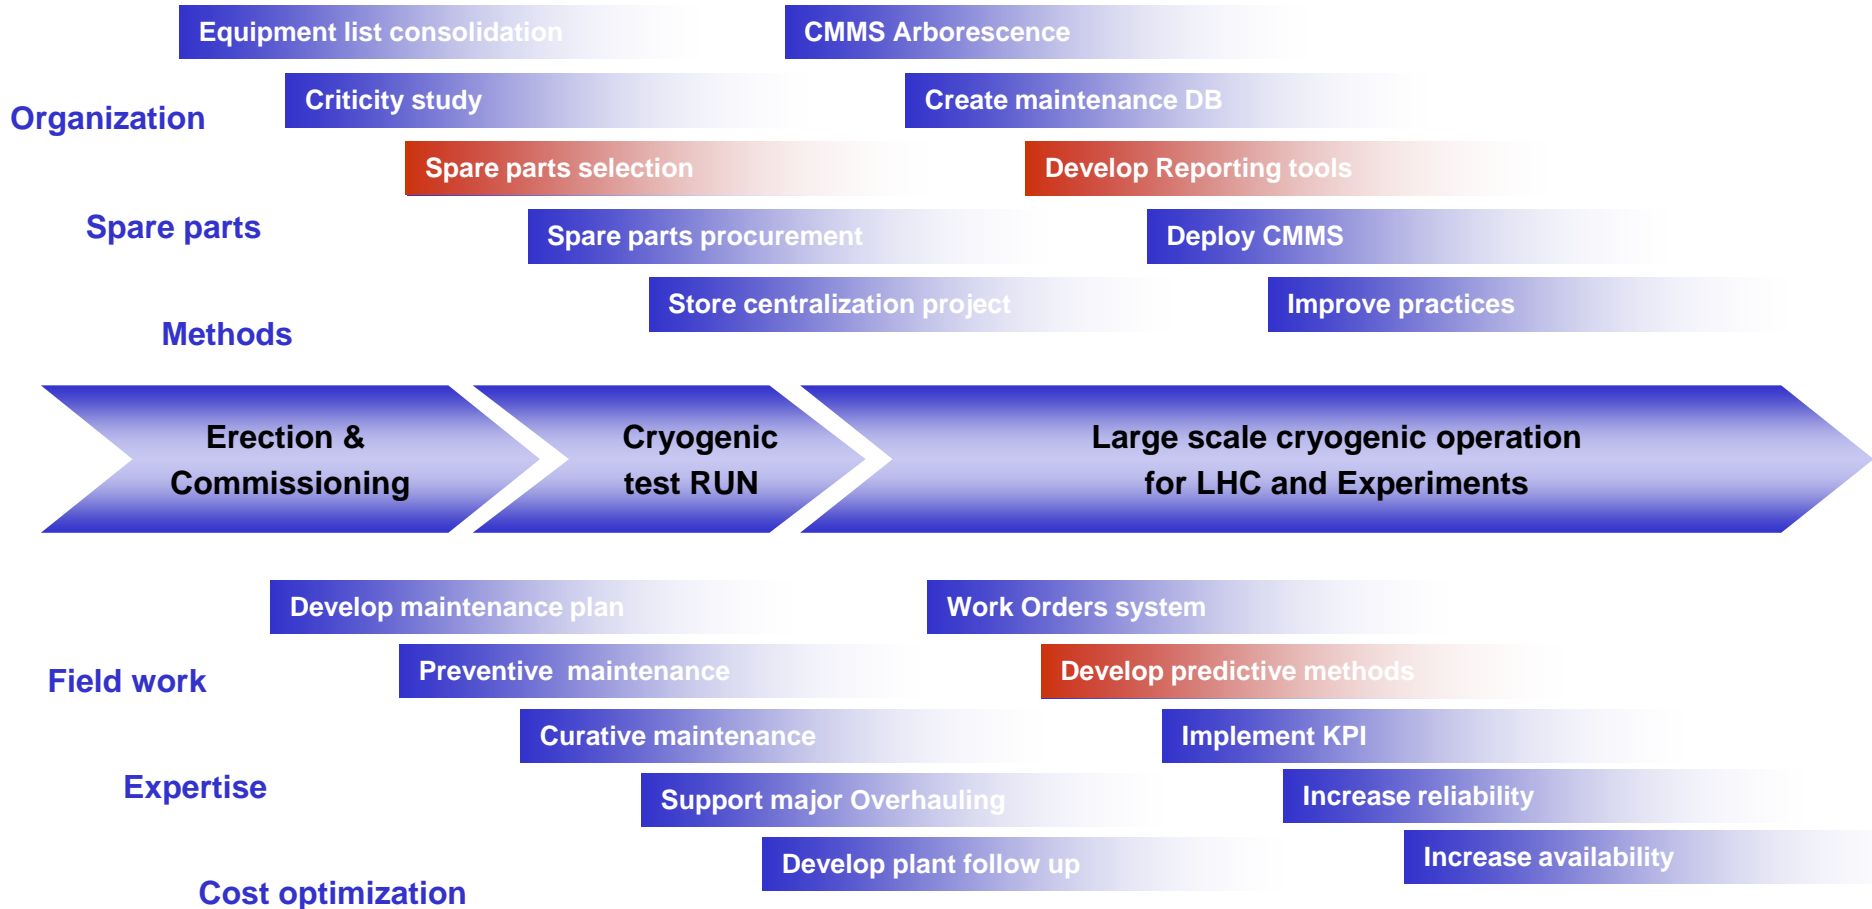 Equipment list consolidation
CMMS Arborescence
Criticity study
Create maintenance DB
Organization
Spare parts selection
Develop Reporting tools
Spare parts
Spare parts procurement
Deploy CMMS
Store centralization project
Improve practices
Methods
Erection &
Commissioning
Cryogenic
test RUN
Large scale cryogenic operation
for LHC and Experiments
Develop maintenance plan
Work Orders system
Field work
Preventive maintenance
Develop predictive methods
Curative maintenance
Implement KPI
Expertise
Support major Overhauling
Increase reliability
Develop plant follow up
Increase availability
Cost optimization